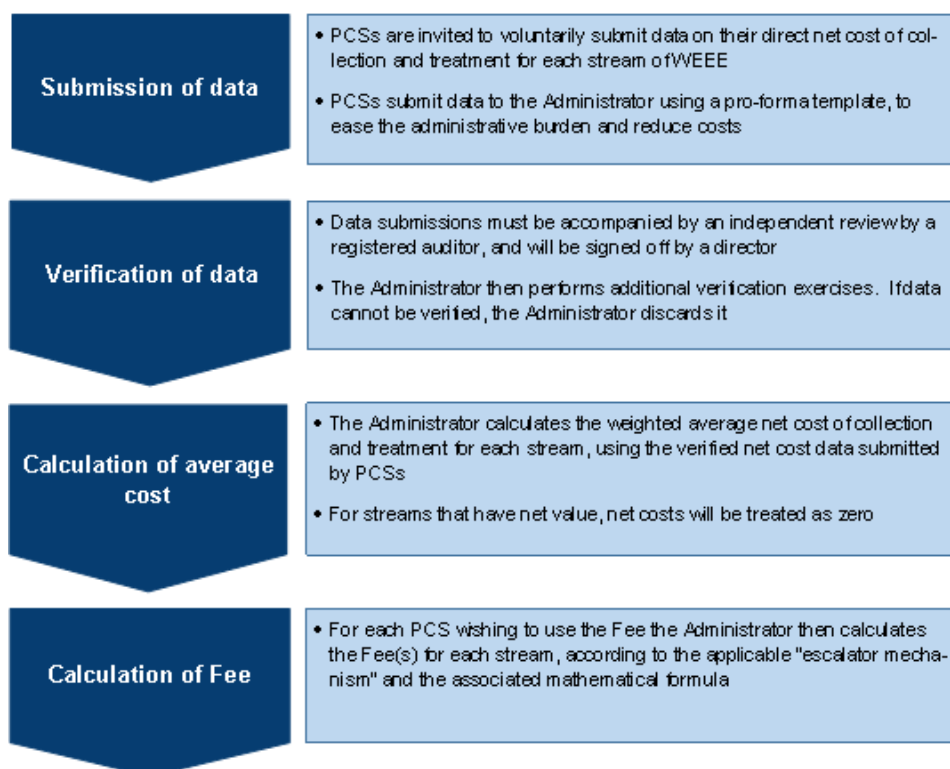 Submission of data
• PCSs are invited to voluntarily submit data on their direct net cost of col-
lection and treatment for each stream of WEEE
• PCSs submit data to the Administrator using a pro-forma template, to
ease the administrative burden and reduce costs
Verification of data
• Data submissions must be accompanied by an independent review by a
registered auditor, and will be signed off by a director
• The Administrator then performs additional verification exercises. If data
cannot be verified, the Administrator discards it
Calculation of average
cost
• The Administrator calculates the weighted average net cost of collection
and treatment for each stream, using the verified net cost data submitted
by PCSs
• For streams that have net value, net costs will be treated as zero
Calculation of Fee
• For each PCS wishing to use the Fee the Administrator then calculates
the Fee(s) for each stream, according to the applicable "escalator mecha-
nism" and the associated mathematical formula